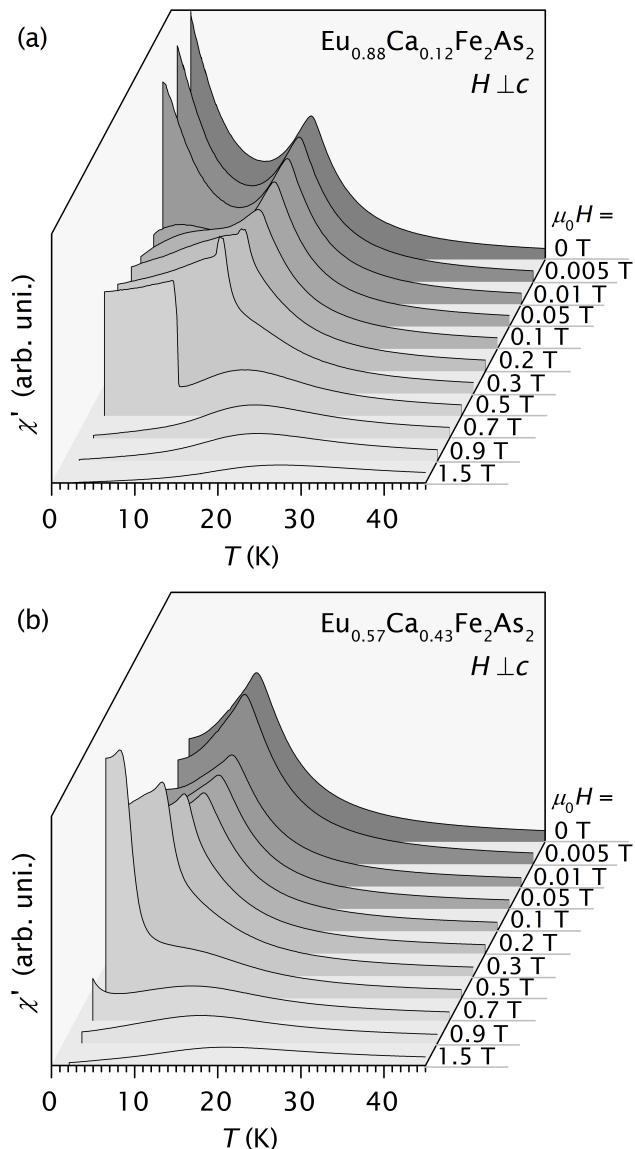 (a)
Eu₀.₈₈Ca₀.₁₂Fe₂As₂
H ⊥ c
μ₀H =
0 T
0.005 T
0.01 T
0.05 T
0.1 T
0.2 T
0.3 T
0.5 T
0.7 T
0.9 T
1.5 T
χ' (arb. uni.)
0 10 20 30 40
T (K)
(b)
Eu₀.₅₇Ca₀.₄₃Fe₂As₂
H ⊥ c
μ₀H =
0 T
0.005 T
0.01 T
0.05 T
0.1 T
0.2 T
0.3 T
0.5 T
0.7 T
0.9 T
1.5 T
χ' (arb. uni.)
0 10 20 30 40
T (K)